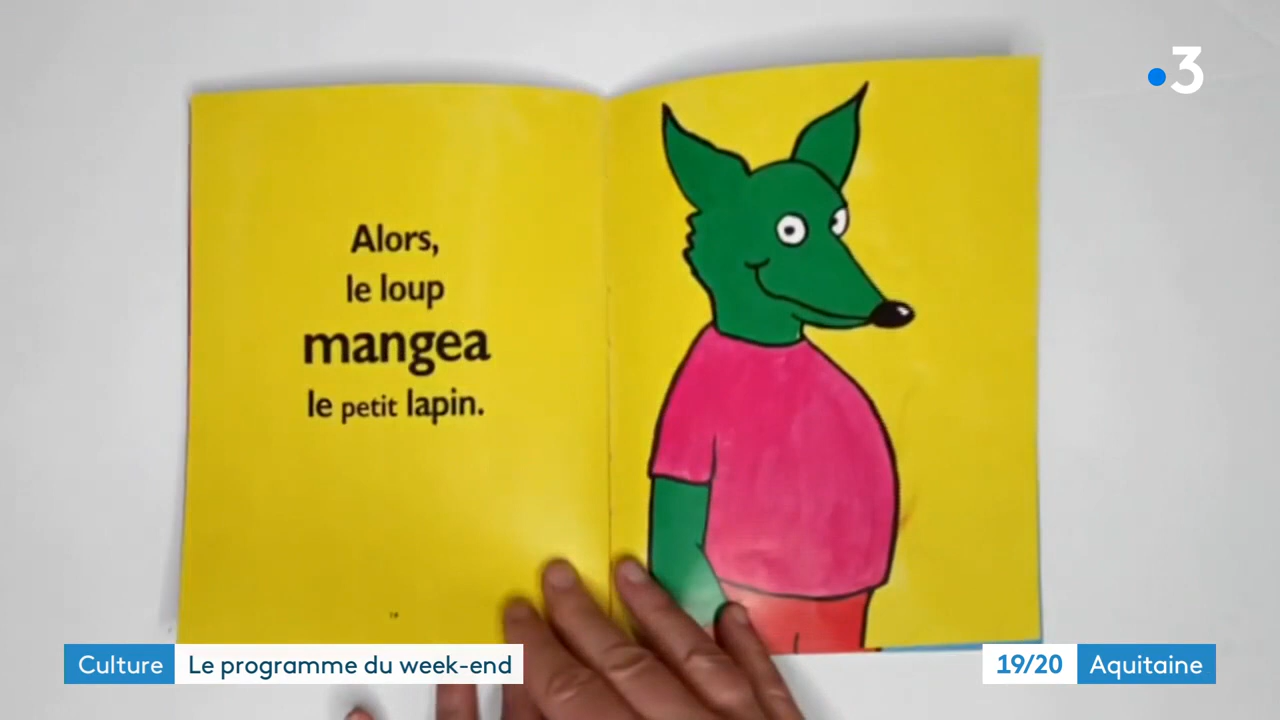 3
Alors,
le loup
mangea
le petit lapin.
Culture
Le programme du week-end
19/20
Aquitaine